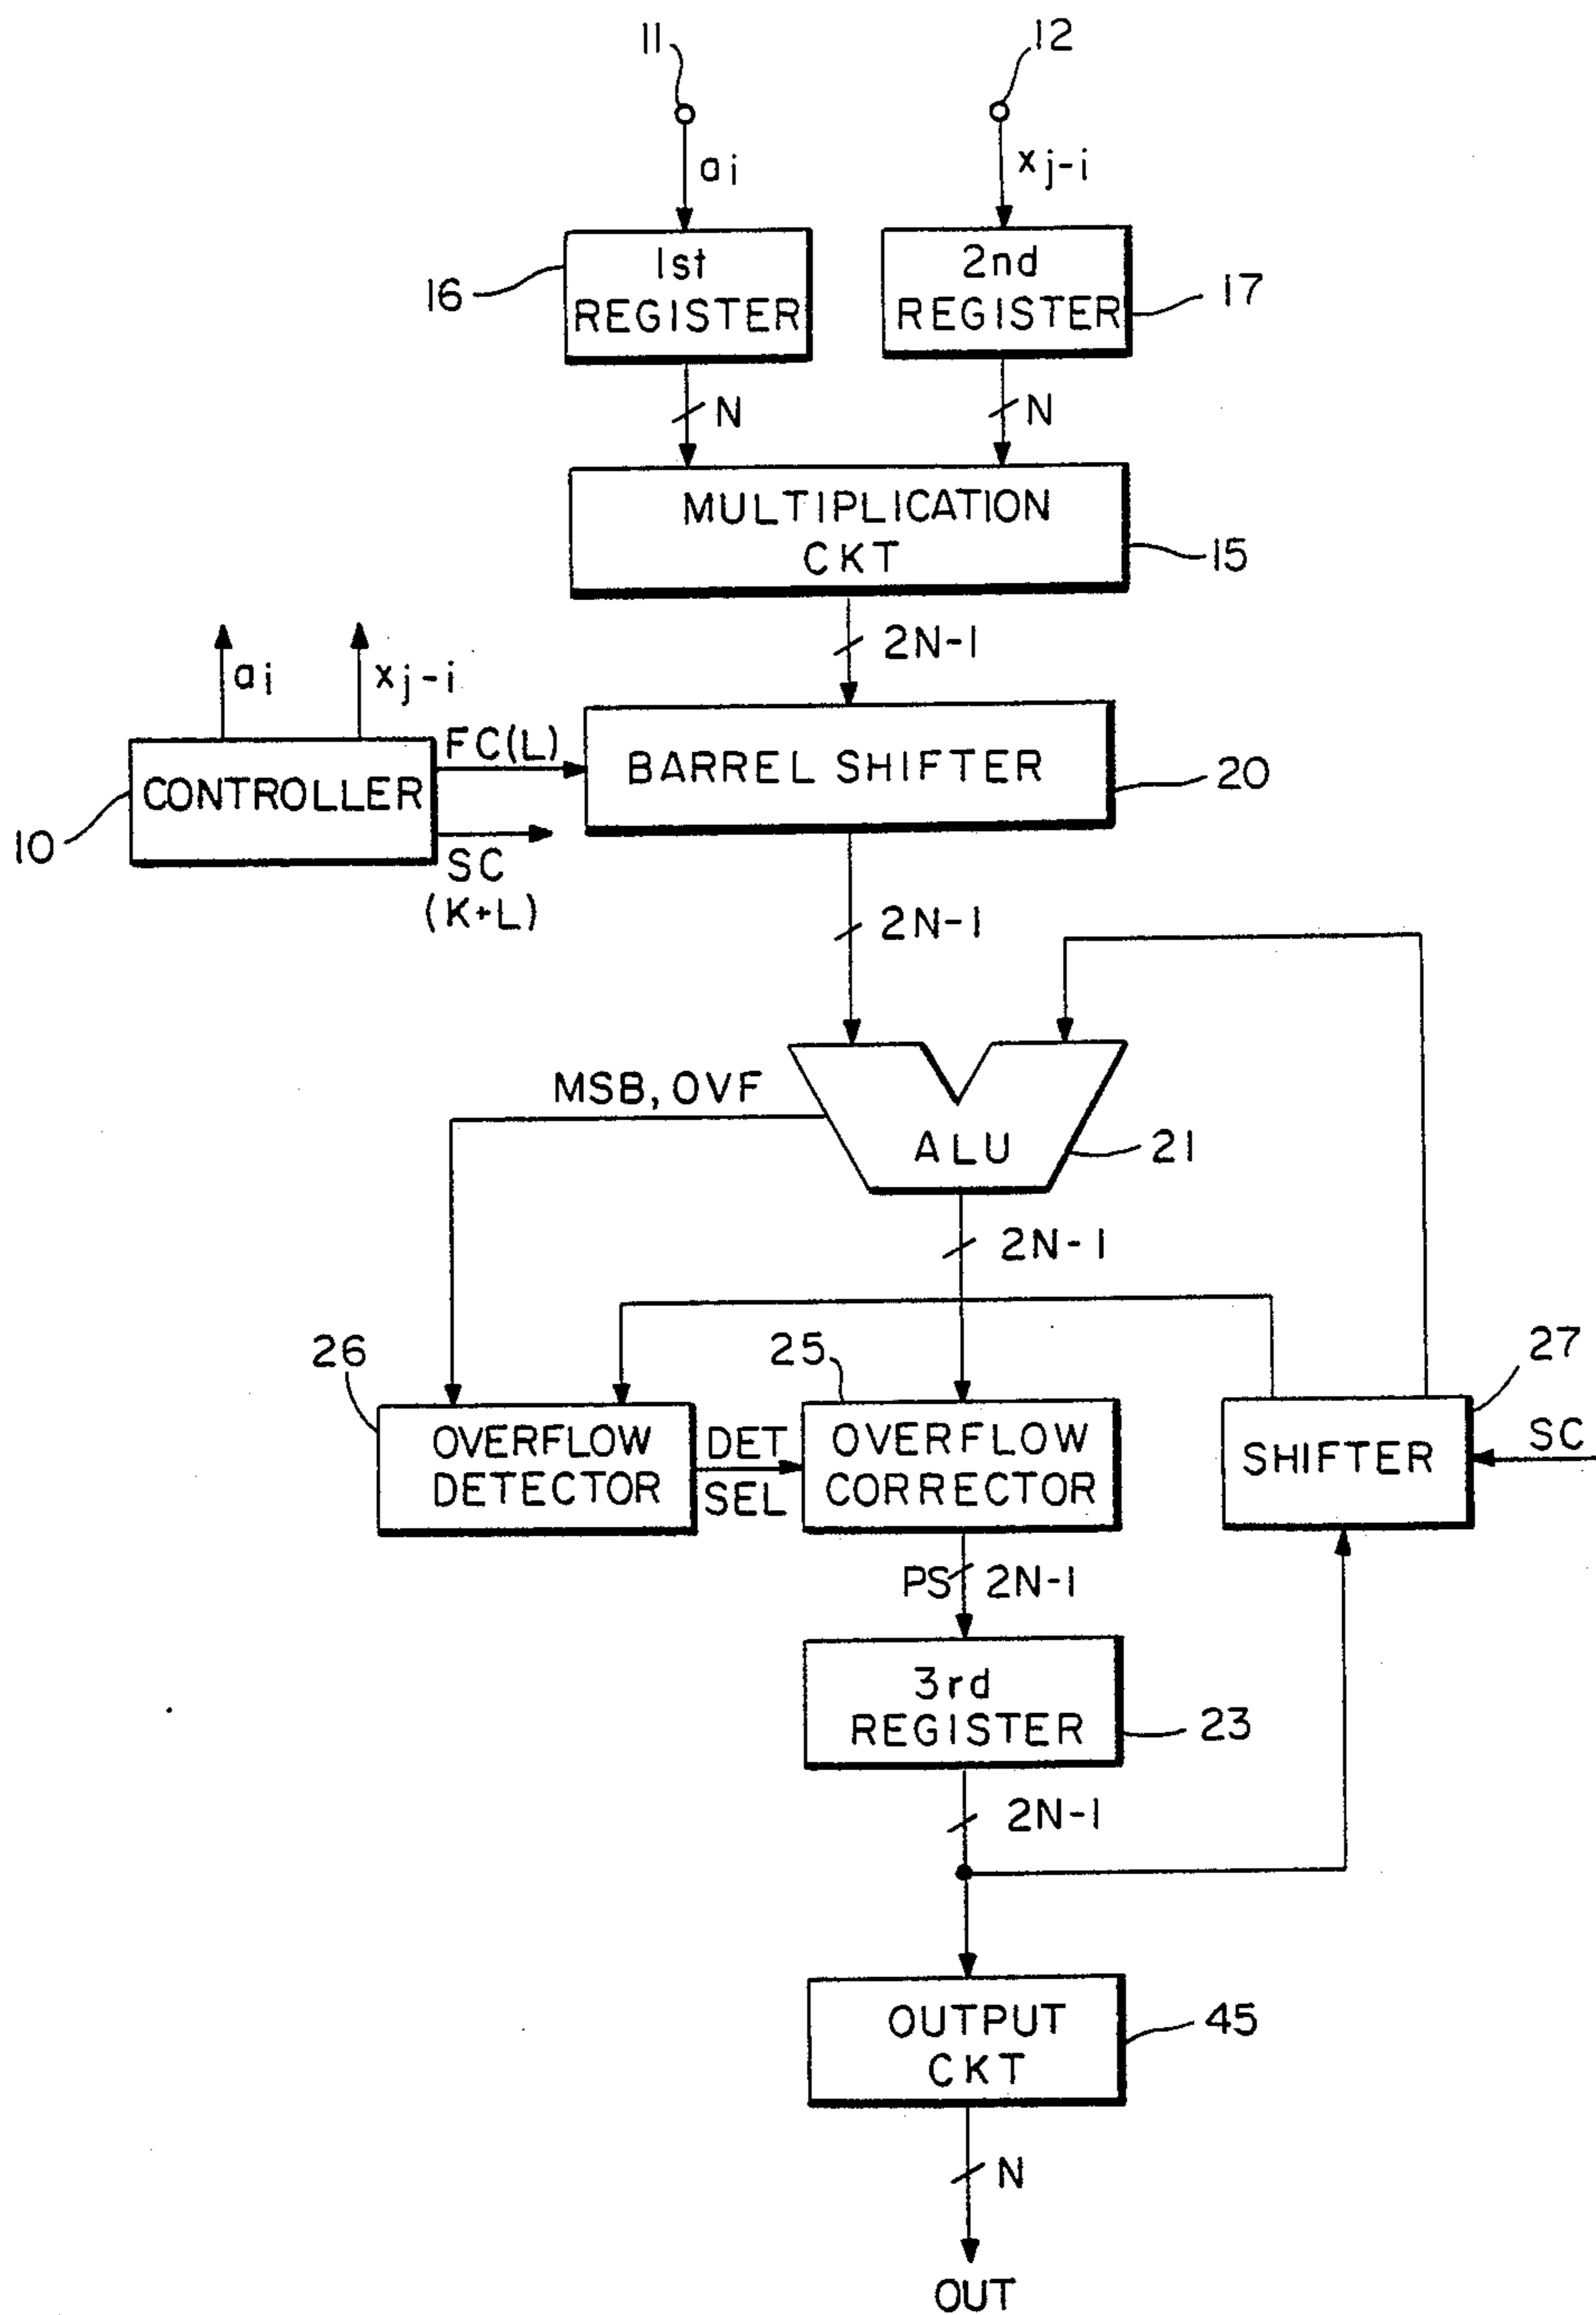 11
12
ai
xj-i
1st
REGISTER
16
2nd
REGISTER
17
N
N
MULTIPLICATION
CKT
15
2N-1
ai
xj-i
CONTROLLER
10
FC(L)
SC
(K+L)
BARREL SHIFTER
20
2N-1
MSB, OVF
ALU
21
2N-1
26
25
27
OVERFLOW
DETECTOR
DET
SEL
OVERFLOW
CORRECTOR
SHIFTER
SC
PS
2N-1
3rd
REGISTER
23
2N-1
OUTPUT
CKT
45
N
OUT